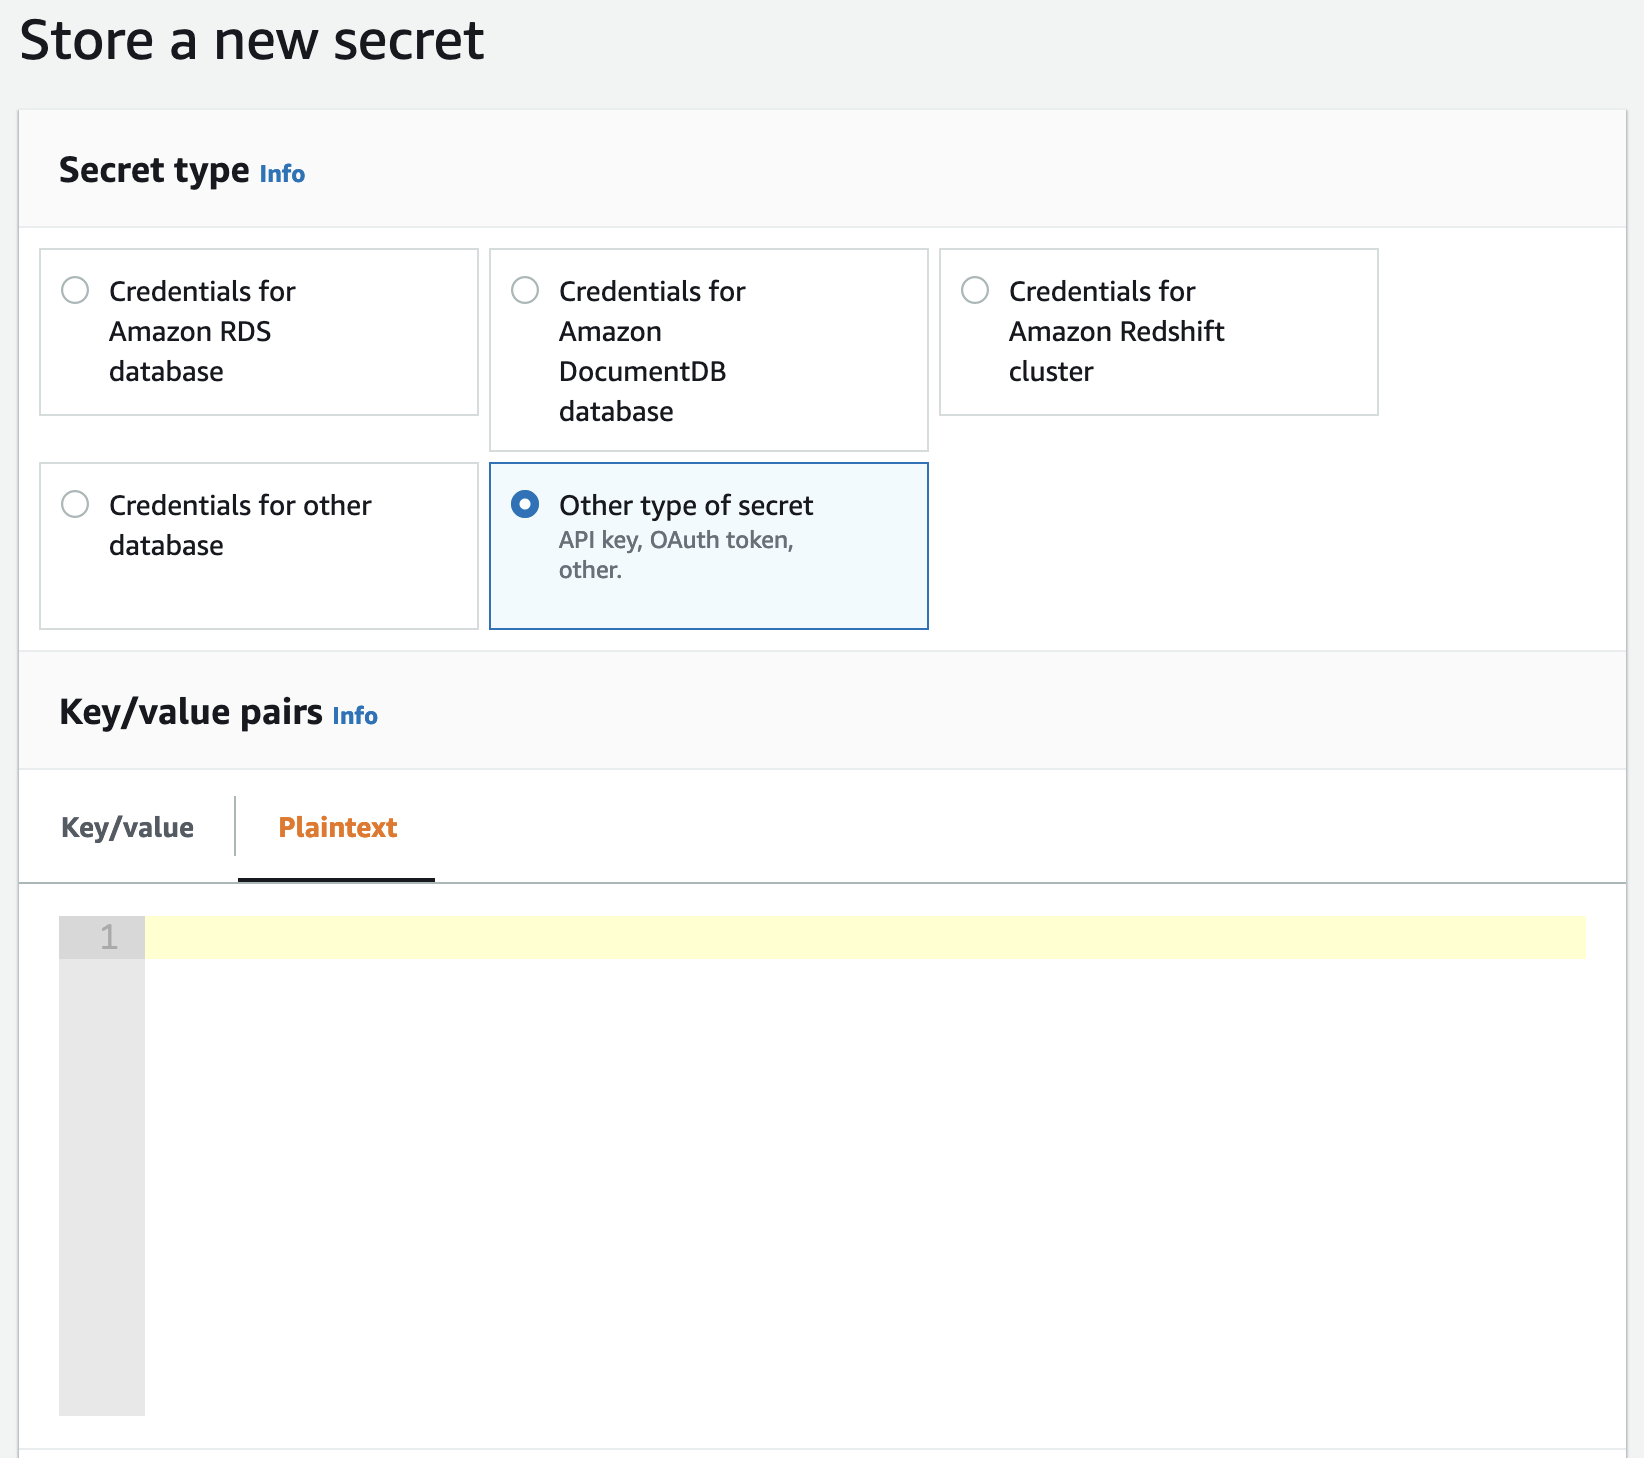 Store a new secret
Secret type Info
Credentials for
Amazon RDS
database
Credentials for
Amazon
DocumentDB
database
Credentials for
Amazon Redshift
cluster
Credentials for other
database
Other type of secret
API key, OAuth token,
other.
Key/value pairs Info
Key/value
Plaintext
1